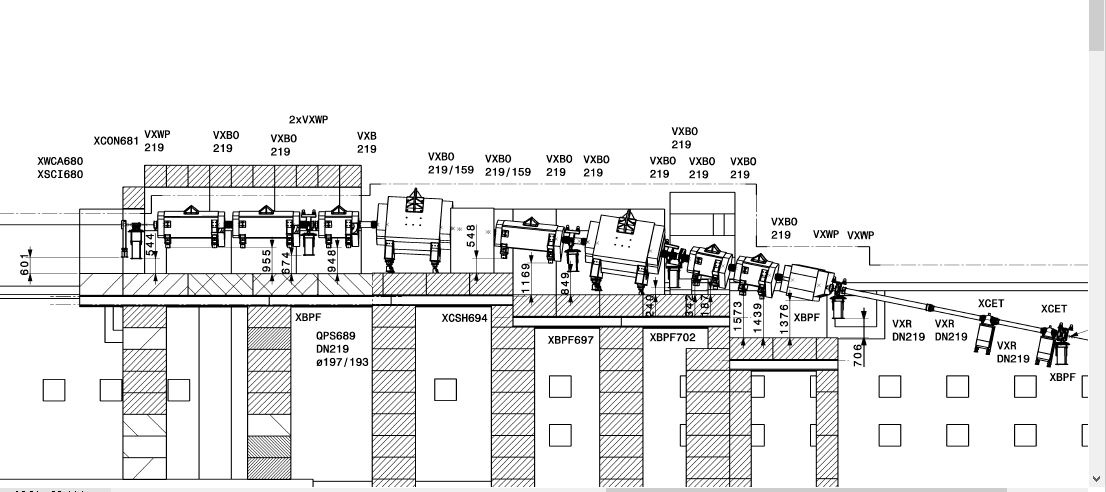 2xVXWP
XCON681
VXWP
219
VXBO
219
VXBO
219
VXB
219
XWCA680
XSCI680
VXBO
219/159
VXBO
219/159
VXBO
219
VXBO
219
VXBO
219
VXBO
219
VXBO
219
VXBO
219
VXBO
219
VXWP
VXWP
601
544
955
674
948
548
1169
849
249
342
187
1573
1439
1376
706
XBPF
QPS689
DN219
ø197/193
XCSH694
XBPF697
XBPF702
XBPF
VXR
DN219
VXR
DN219
XCET
VXR
DN219
XCET
XBPF